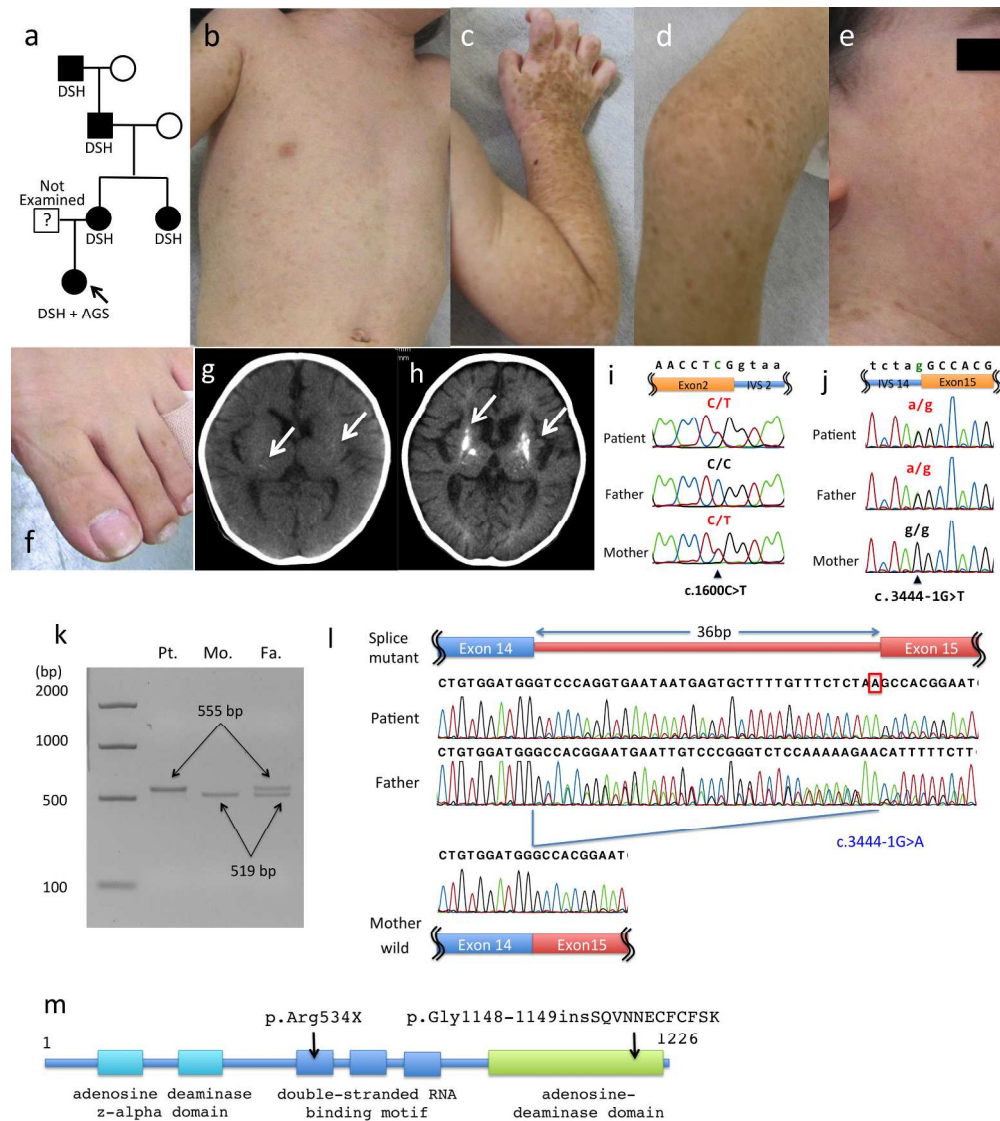 a
DSH
DSH
Not
Examined
?
DSH
DSH
DSH + AGS
b
c
d
e
f
g
h
i
A A C C T C G g t a a
Exon2
IVS 2
C/T
Patient
C/C
Father
C/T
Mother
c.1600C>T
j
t c t a g G C C A C G
IVS 14
Exon15
a/g
Patient
a/g
Father
g/g
Mother
c.3444-1G>T
k
(bp)
Pt.
Mo.
Fa.
2000
1000
500
100
555 bp
519 bp
l
Splice
mutant
36bp
Exon 14
Exon 15
CTGTGGATGGGTCCCAGGTGAATAATGAGTGCTTTTGTTTCTCTAAGCCACGGAAT
Patient
CTGTGGATGGGCCACGGAATGAATTGTCCCGGGTCTCCAAAAAGAACATTTTTCTT
Father
c.3444-1G>A
CTGTGGATGGGCCACGGAAT
Mother
wild
Exon 14
Exon15
m
p.Arg534X
p.Gly1148-1149insSQVNNECFCFSK
1
1226
adenosine deaminase
z-alpha domain
double-stranded RNA
binding motif
adenosine-
deaminase domain